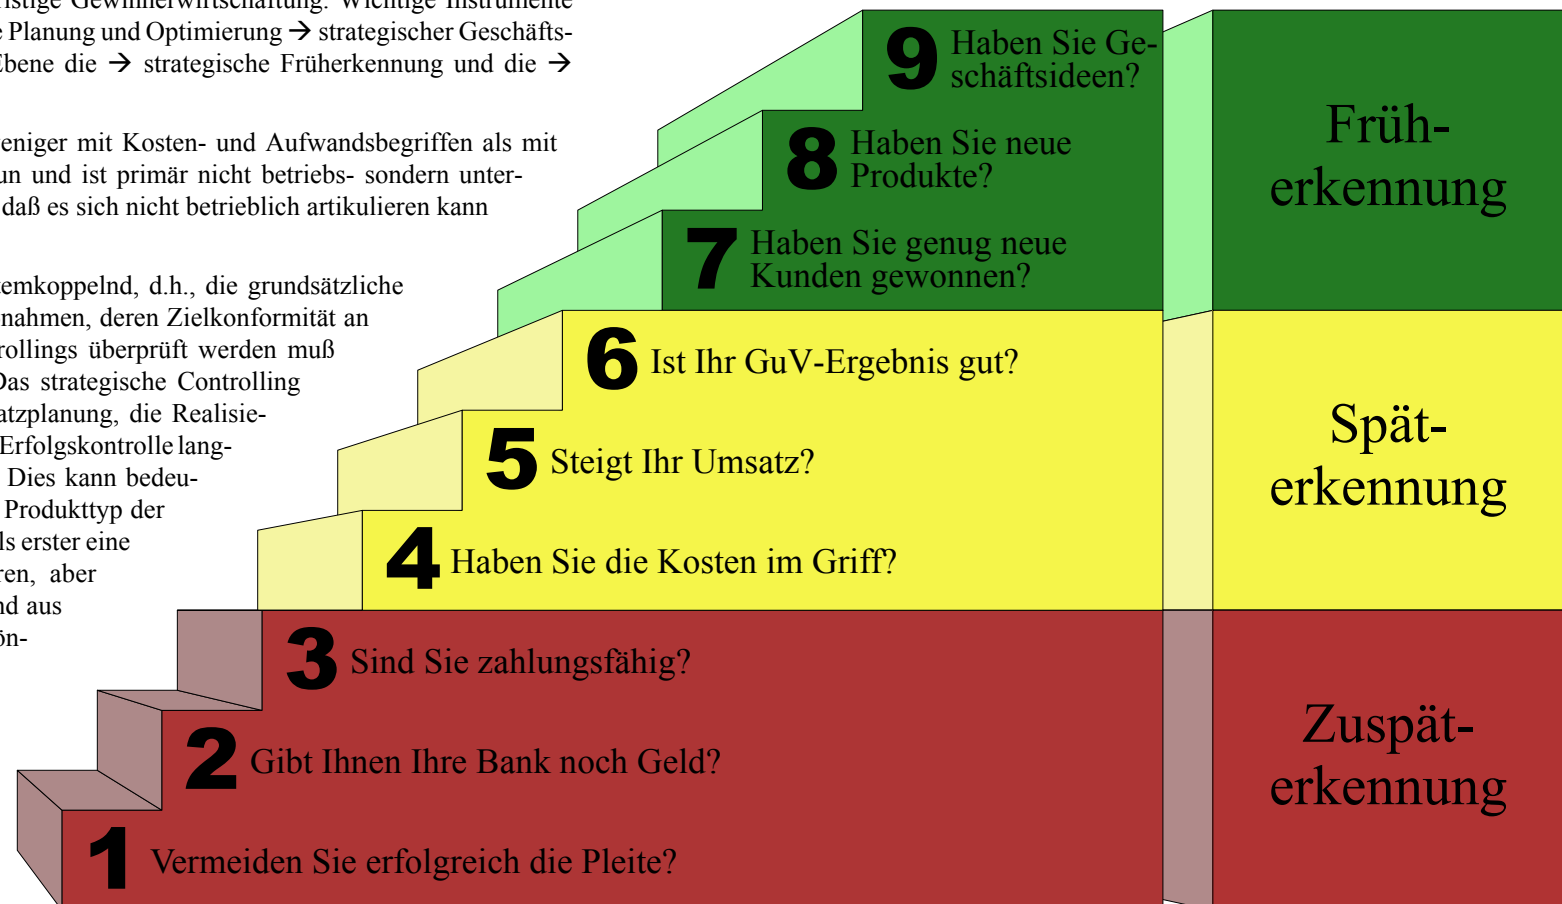 ristige Gewinnerwirtschaftung. Wichtige Instrumente
e Planung und Optimierung → strategischer Geschäfts-
Ebene die → strategische Früherkennung und die →
eniger mit Kosten- und Aufwandsbegriffen als mit
un und ist primär nicht betriebs- sondern unter-
daß es sich nicht betrieblich artikulieren kann
temkoppelnd, d.h., die grundsätzliche
nahmen, deren Zielkonformität an
rollings überprüft werden muß
Das strategische Controlling
atzplanung, die Realisie-
Erfolgskontrolle lang-
Dies kann bedeu-
Produkttyp der
ls erster eine
ren, aber
nd aus
ön-
9 Haben Sie Ge-
schäftsideen?
8 Haben Sie neue
Produkte?
7 Haben Sie genug neue
Kunden gewonnen?
6 Ist Ihr GuV-Ergebnis gut?
5 Steigt Ihr Umsatz?
4 Haben Sie die Kosten im Griff?
3 Sind Sie zahlungsfähig?
2 Gibt Ihnen Ihre Bank noch Geld?
1 Vermeiden Sie erfolgreich die Pleite?
Früh-
erkennung
Spät-
erkennung
Zuspät-
erkennung